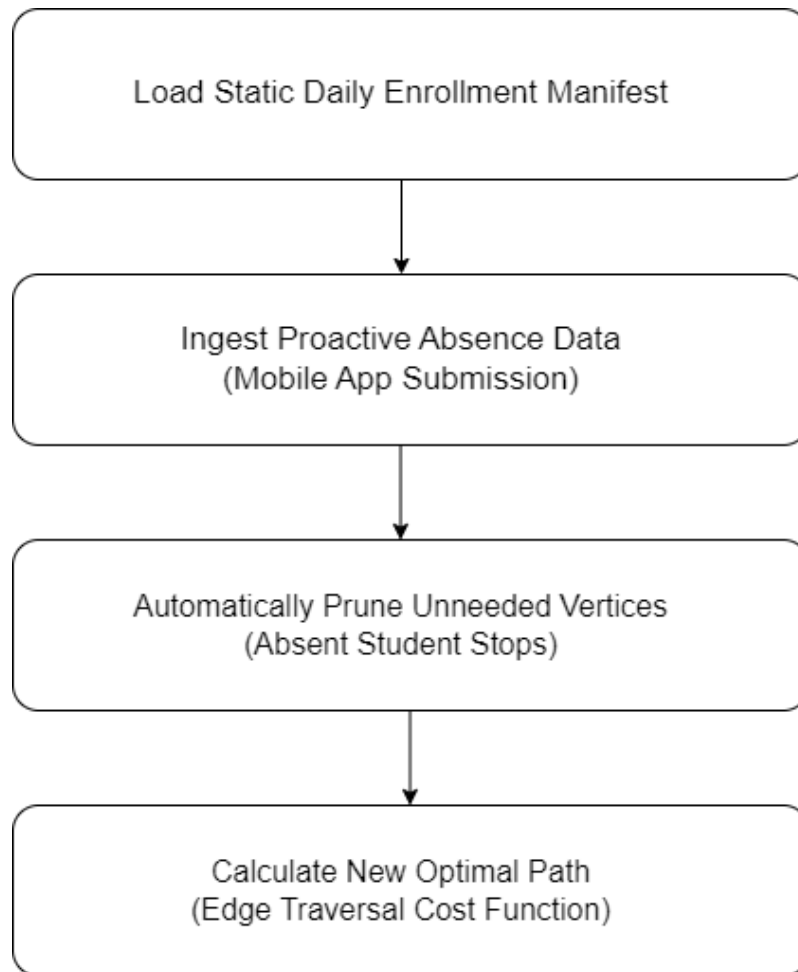 Load Static Daily Enrollment Manifest
Ingest Proactive Absence Data
(Mobile App Submission)
Automatically Prune Unneeded Vertices
(Absent Student Stops)
Calculate New Optimal Path
(Edge Traversal Cost Function)